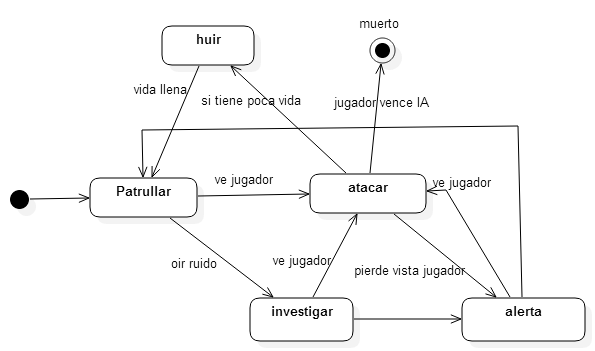 muerto
huir
vida llena
si tiene poca vida
jugador vence IA
ve jugador
ve jugador
Patrullar
atacar
oir ruido
ve jugador
pierde vista jugador
investigar
alerta